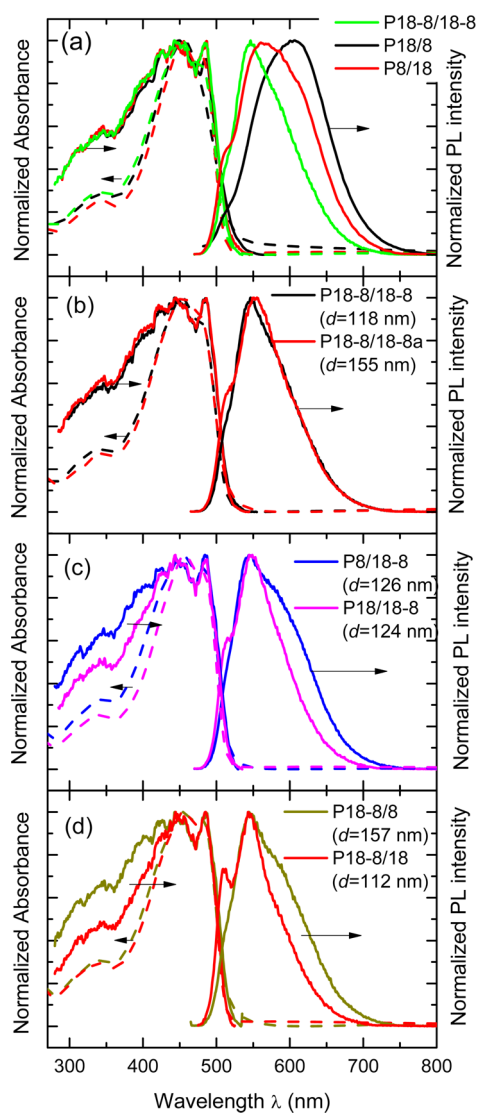 (a)
P18-8/18-8
P18/8
P8/18
Normalized Absorbance
Normalized PL intensity
(b)
P18-8/18-8
(d=118 nm)
P18-8/18-8a
(d=155 nm)
Normalized Absorbance
Normalized PL intensity
(c)
P8/18-8
(d=126 nm)
P18/18-8
(d=124 nm)
Normalized Absorbance
Normalized PL intensity
(d)
P18-8/8
(d=157 nm)
P18-8/18
(d=112 nm)
Normalized Absorbance
Normalized PL intensity
300 400 500 600 700 800
Wavelength λ (nm)